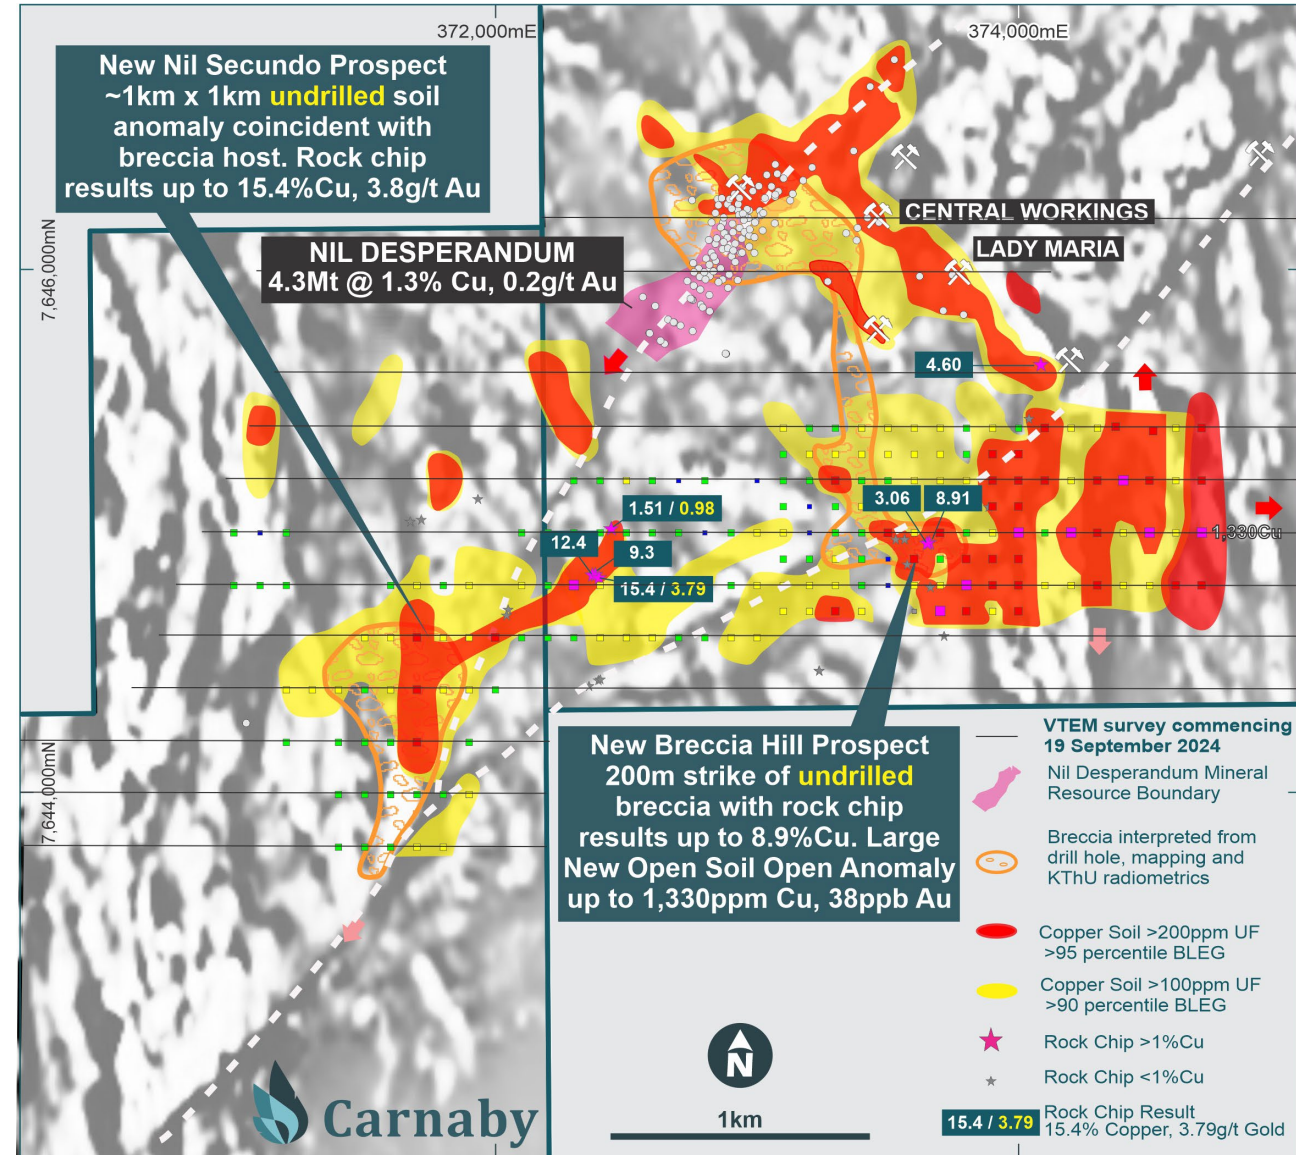 372,000mE
374,000mE
New Nil Secundo Prospect
~1km x 1km undrilled soil
anomaly coincident with
breccia host. Rock chip
results up to 15.4%Cu, 3.8g/t Au
7,646,000mN
NIL DESPERANDUM
4.3Mt @ 1.3% Cu, 0.2g/t Au
CENTRAL WORKINGS
LADY MARIA
4.60
3.06
8.91
1.51 / 0.98
12.4
9.3
15.4 / 3.79
1,330Cu
7,644,000mN
New Breccia Hill Prospect
200m strike of undrilled
breccia with rock chip
results up to 8.9%Cu. Large
New Open Soil Open Anomaly
up to 1,330ppm Cu, 38ppb Au
VTEM survey commencing
19 September 2024
Nil Desperandum Mineral
Resource Boundary
Breccia interpreted from
drill hole, mapping and
KThU radiometrics
Copper Soil >200ppm UF
>95 percentile BLEG
Copper Soil >100ppm UF
>90 percentile BLEG
Rock Chip >1%Cu
Rock Chip <1%Cu
15.4 / 3.79
Rock Chip Result
15.4% Copper, 3.79g/t Gold
N
1km
Carnaby